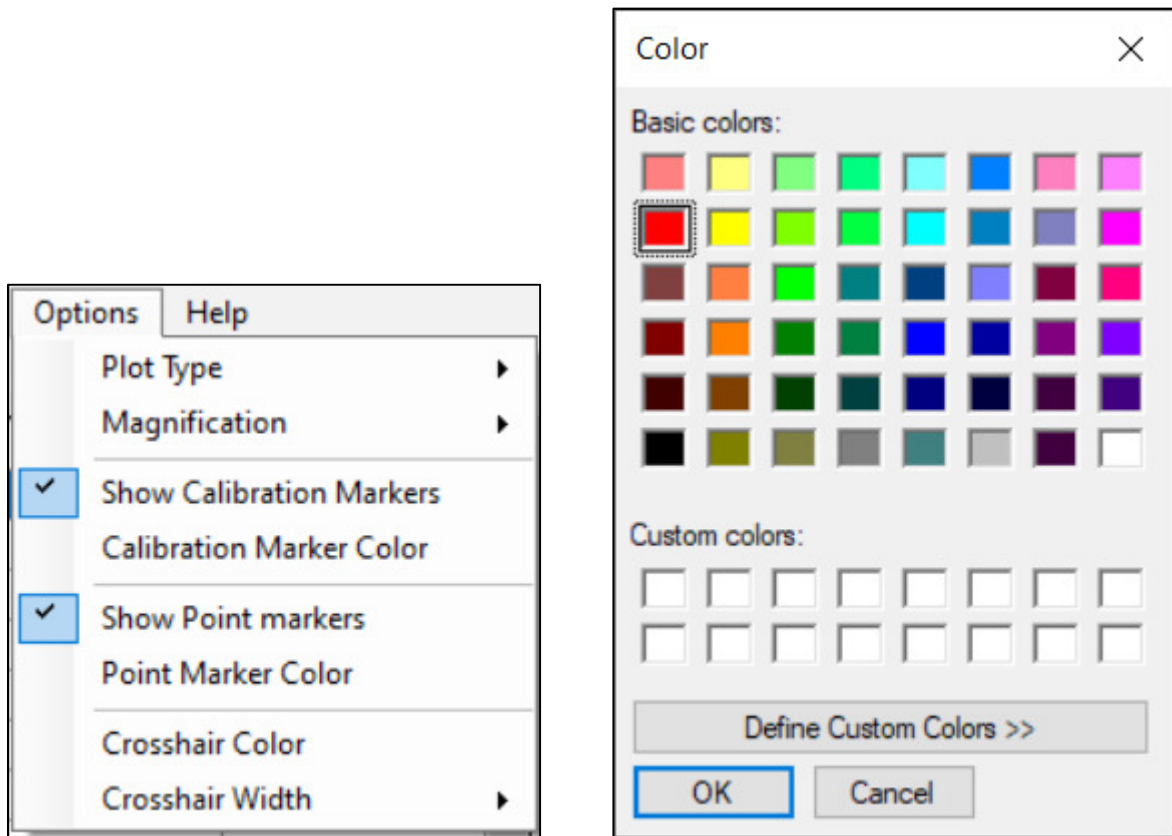 Options Help
Plot Type
Magnification
Show Calibration Markers
Calibration Marker Color
Show Point markers
Point Marker Color
Crosshair Color
Crosshair Width
Color
Basic colors:
Custom colors:
Define Custom Colors >>
OK Cancel